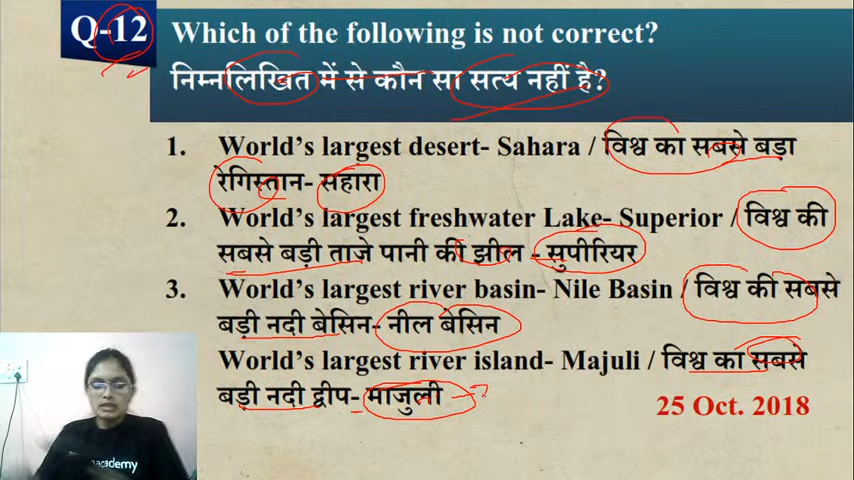 Q-12
Which of the following is not correct?
निम्नलिखित में से कौन सा सत्य नहीं है?
1. World's largest desert- Sahara / विश्व का सबसे बड़ा
रेगिस्तान- सहारा
2. World's largest freshwater Lake- Superior / विश्व की
सबसे बड़ी ताजे पानी की झील - सुपीरियर
3. World's largest river basin- Nile Basin / विश्व की सबसे
बड़ी नदी बेसिन- नील बेसिन
World's largest river island- Majuli / विश्व का सबसे
बड़ी नदी द्वीप- माजुली
25 Oct. 2018
academy